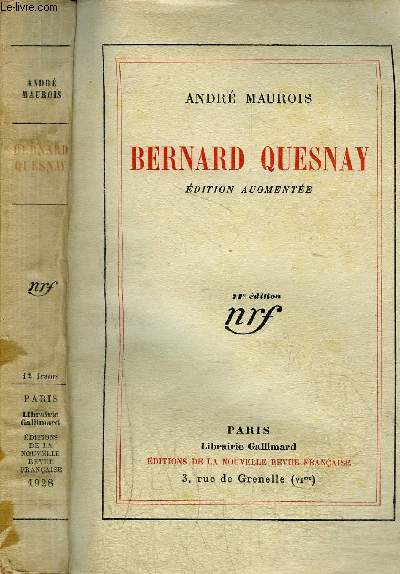 le-livre.com
ANDRÉ
MAUROIS
BERNARD
QUESNAY
nrf
12 francs
PARIS
Librairie
Gallimard
ÉDITIONS
DE LA
NOUVELLE
REVUE
FRANÇAISE
1928
ANDRÉ MAUROIS
BERNARD QUESNAY
ÉDITION AUGMENTÉE
édition
nrf
PARIS
Librairie Gallimard
ÉDITIONS DE LA NOUVELLE REVUE FRANÇAISE
3, rue de Grenelle (VIme)